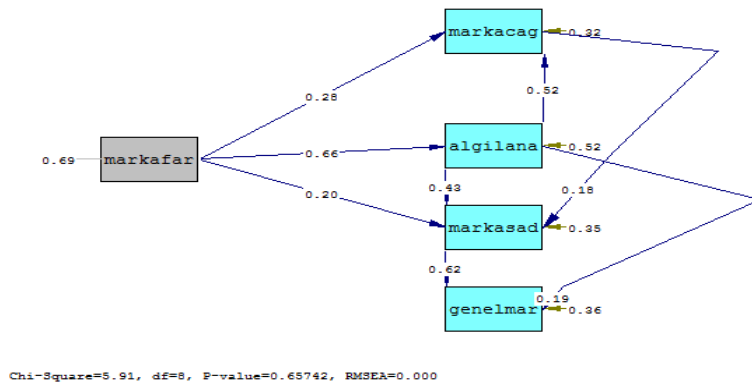 markacag
0.32
0.28
0.52
0.69
markafar
0.66
algilana
0.52
0.43
0.18
0.20
markasad
0.35
0.62
genelmar
0.19
0.36
Chi-Square=5.91, df=8, P-value=0.65742, RMSEA=0.000